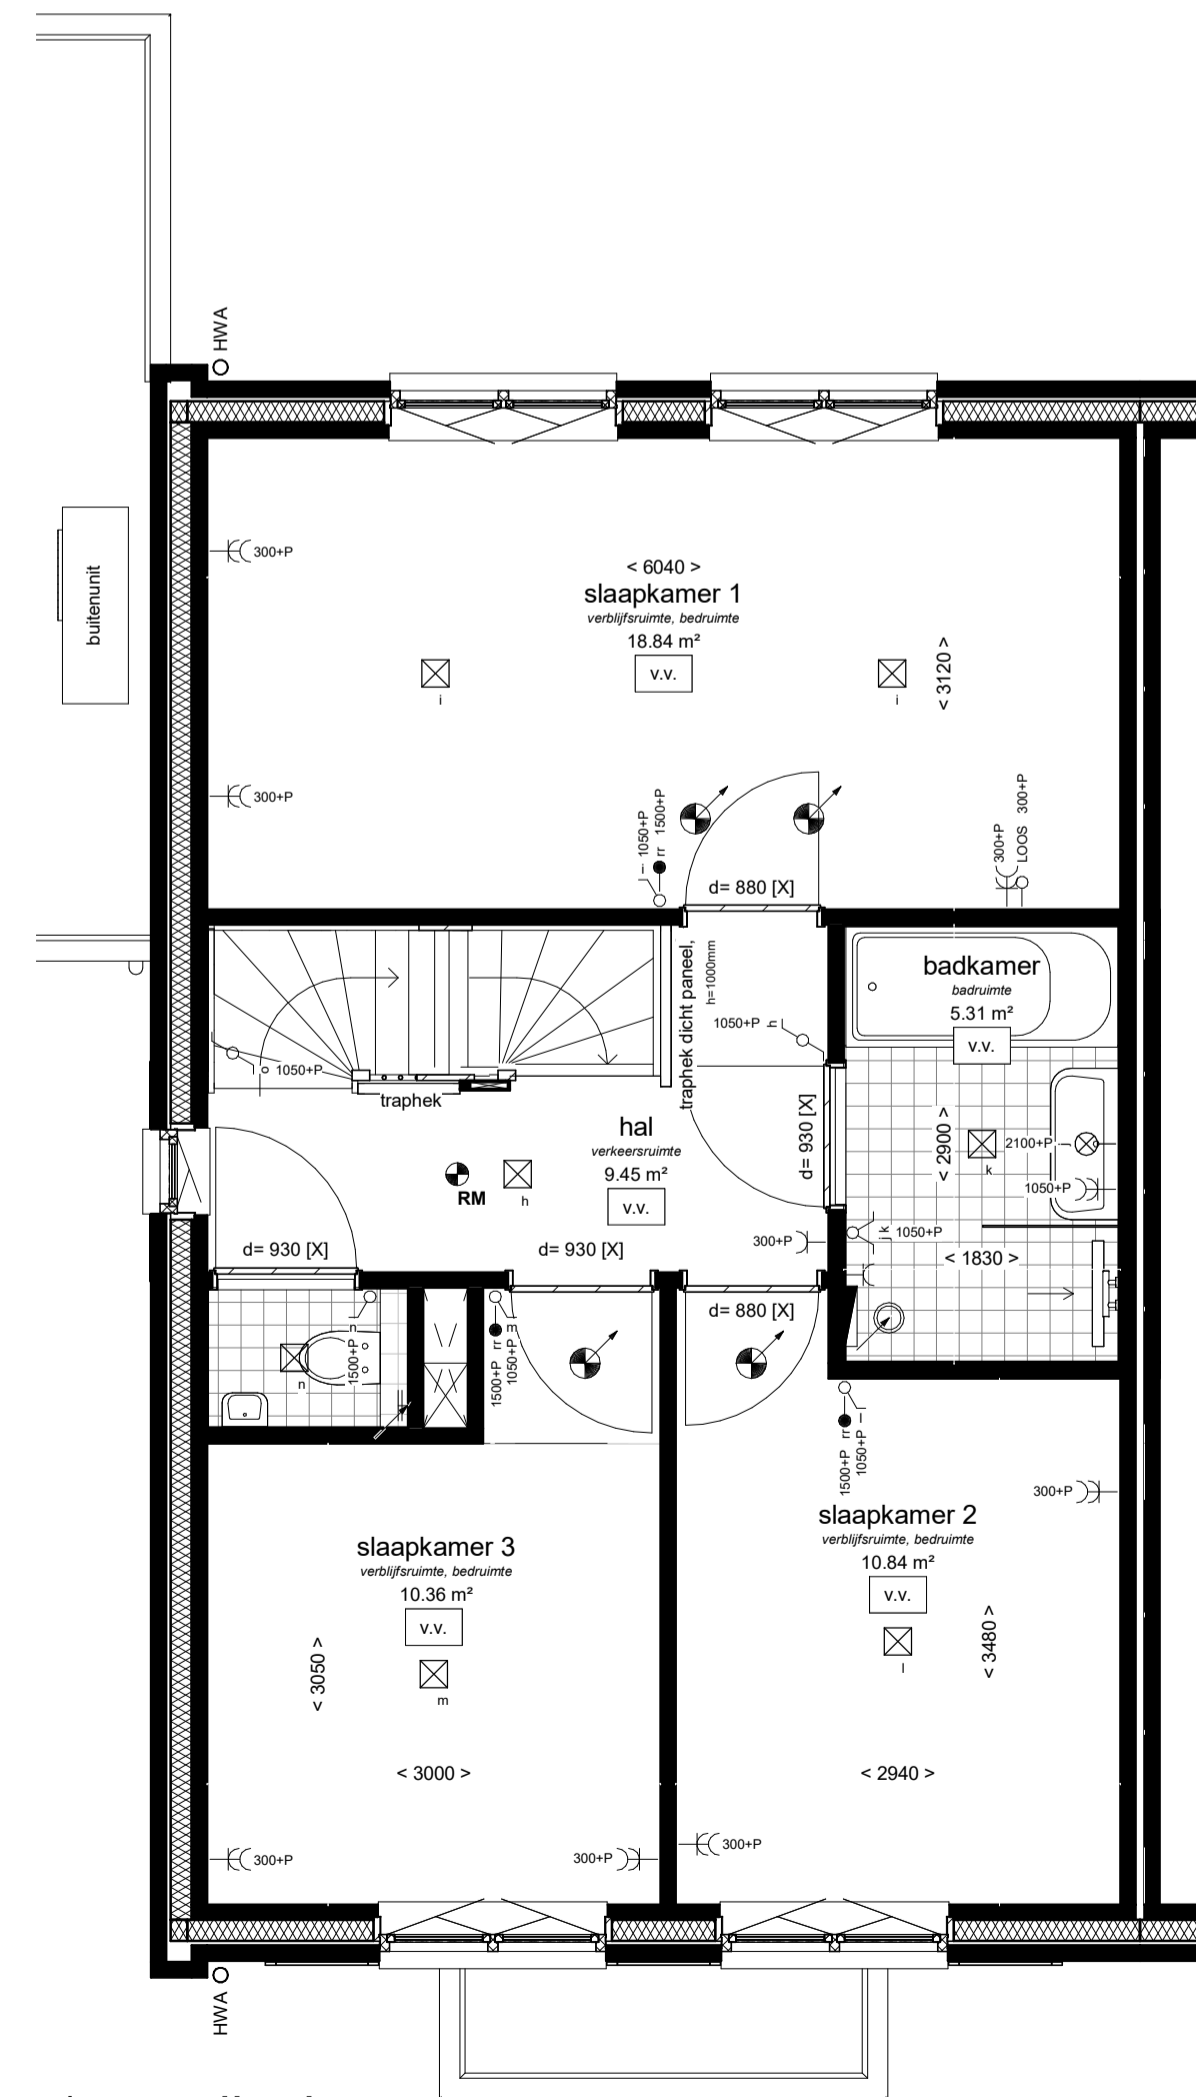 HWA
buitenunit
300+P
< 6040 >
slaapkamer 1
verblijfsruimte, bedruimte
18.84 m²
v.v.
i
i
< 3120 >
300+P
1050+P
rr 1500+P
d= 880 [X]
300+P
LOOS 300+P
traphek dicht paneel,
h=1000mm
badkamer
badruimte
5.31 m²
v.v.
1050+P h
1050+P
traphek
hal
verkeersruimte
9.45 m²
v.v.
RM
h
d= 930 [X]
< 2900 >
2100+P
k
1050+P
j k 1050+P
300+P
< 1830 >
d= 930 [X]
d= 930 [X]
d= 880 [X]
n
1500+P
n
1500+P rr
1050+P m
1500+P rr
1050+P
300+P
slaapkamer 3
verblijfsruimte, bedruimte
10.36 m²
v.v.
m
< 3050 >
< 3000 >
300+P
300+P
slaapkamer 2
verblijfsruimte, bedruimte
10.84 m²
v.v.
l
< 3480 >
< 2940 >
300+P
HWA